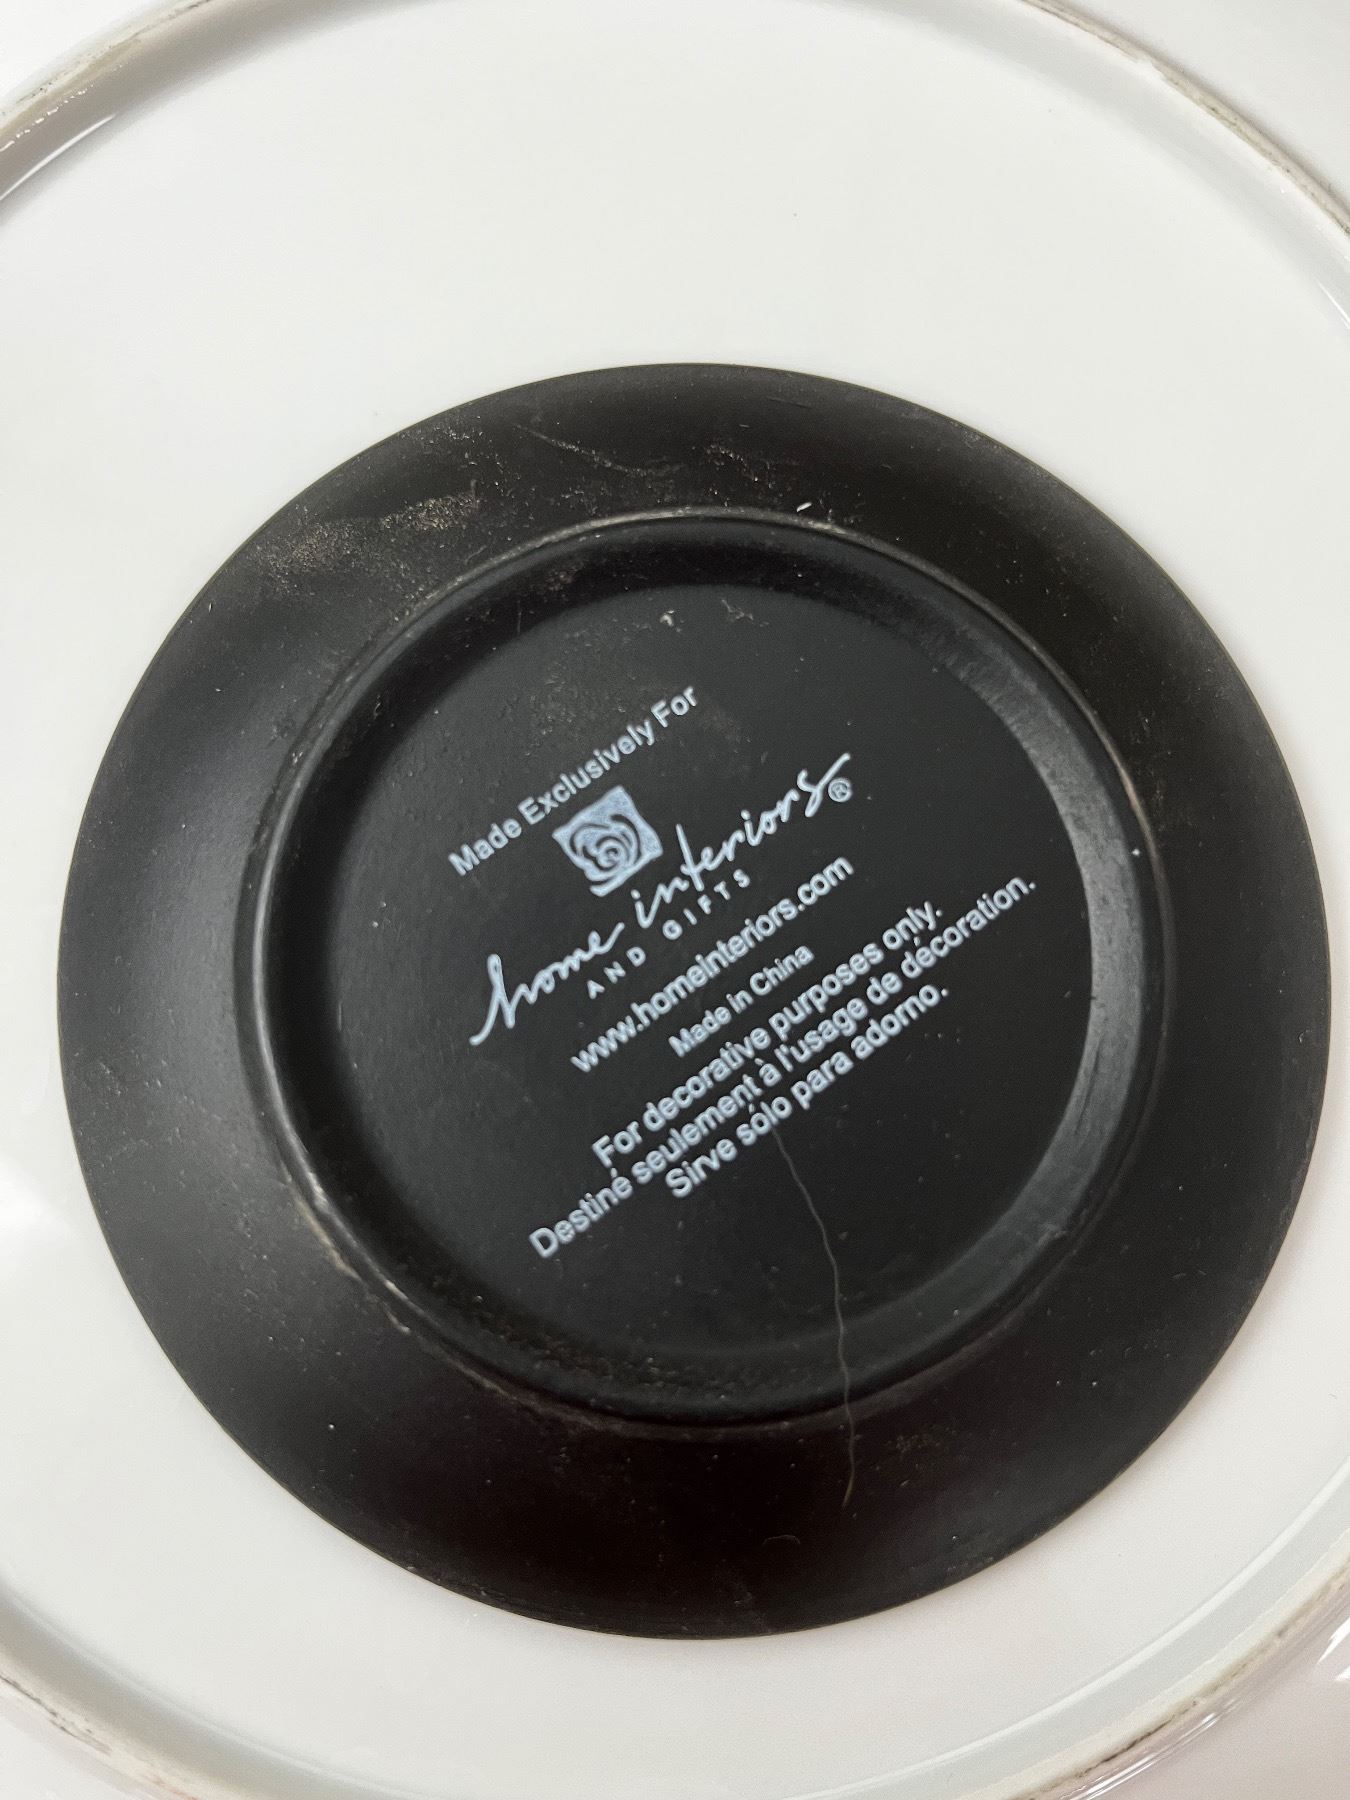 Made Exclusively For
home interiors®
AND GIFTS
www.homeinteriors.com
Made in China
For decorative purposes only.
Destiné seulement à l'usage de décoration.
Sirve sólo para adorno.